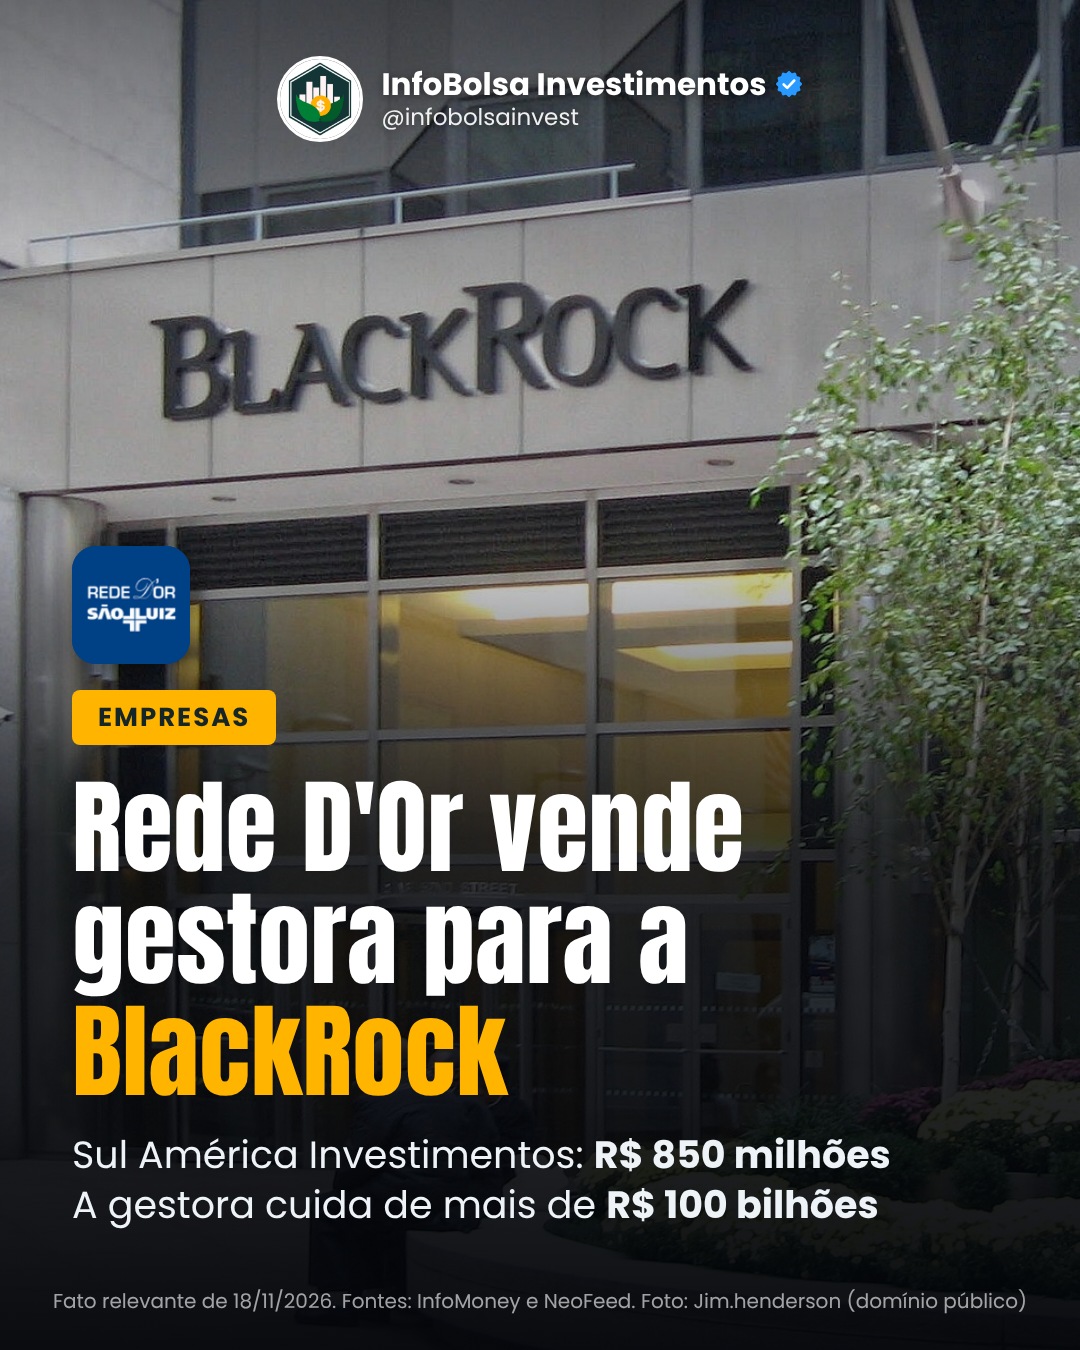 InfoBolsa Investimentos
@infobolsainvest
BLACKROCK
REDE D'OR
SÃO LUIZ
EMPRESAS
Rede D'Or vende
gestora para a
BlackRock
STREET
Sul América Investimentos: R$ 850 milhões
A gestora cuida de mais de R$ 100 bilhões
Fato relevante de 18/11/2026. Fontes: InfoMoney e NeoFeed. Foto: Jim.henderson (domínio público)